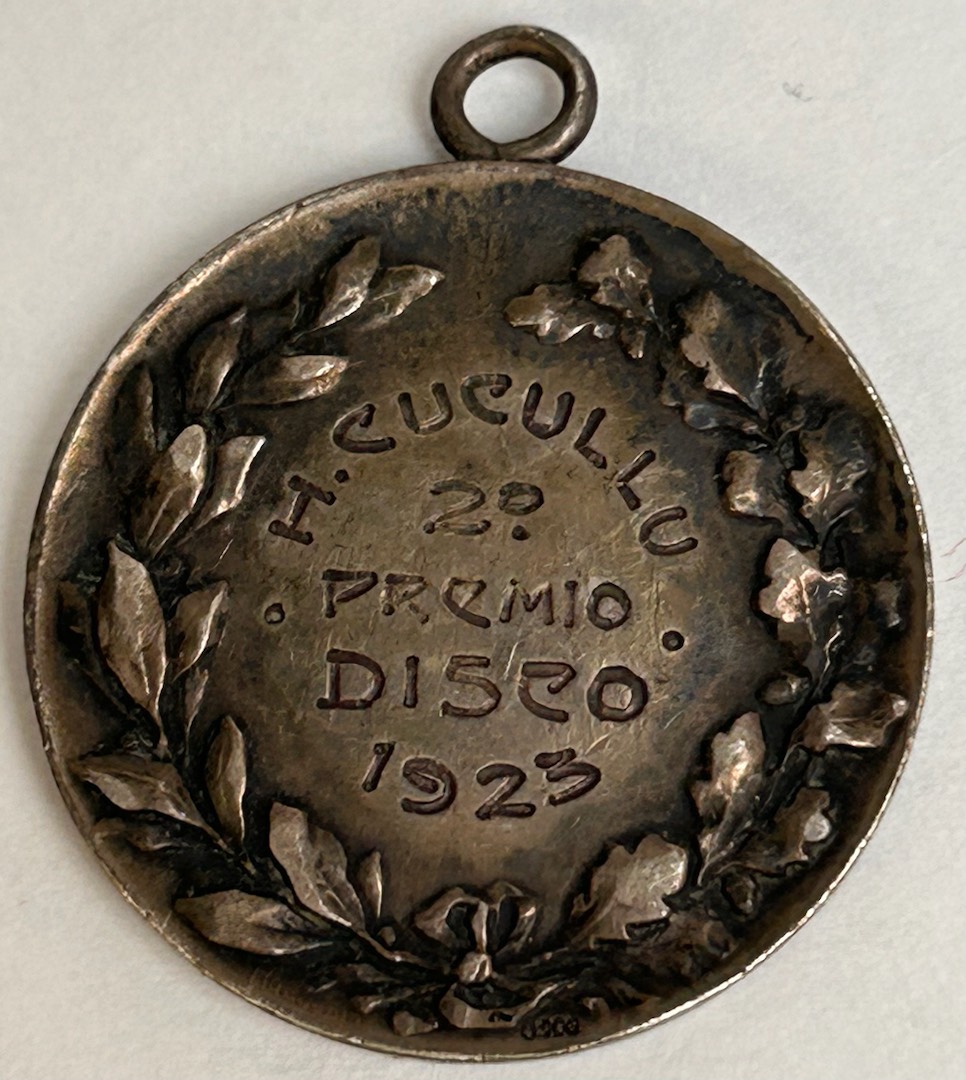 H. CUCULLU
2º
• PREMIO •
DISCO
1923